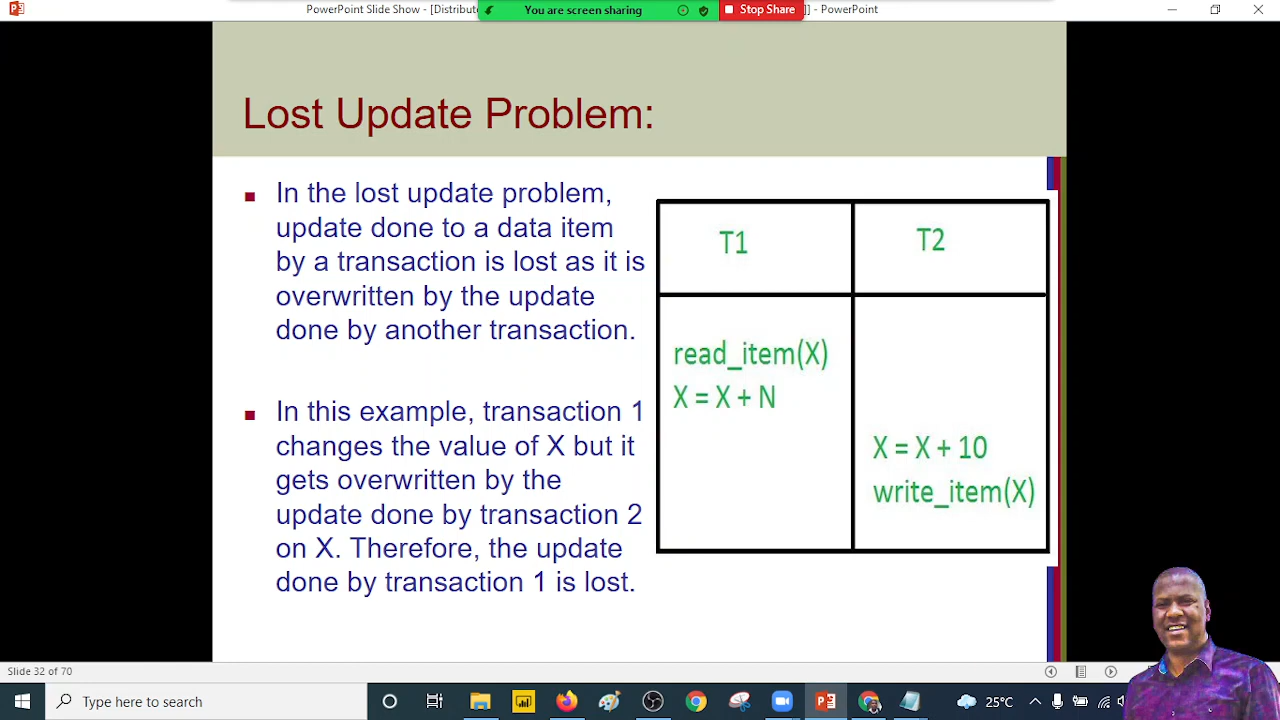 PowerPoint Slide Show - [Distribut
You are screen sharing
Stop Share
]] - PowerPoint
Lost Update Problem:
In the lost update problem,
update done to a data item
by a transaction is lost as it is
overwritten by the update
done by another transaction.
In this example, transaction 1
changes the value of X but it
gets overwritten by the
update done by transaction 2
on X. Therefore, the update
done by transaction 1 is lost.
T1
T2
read_item(X)
X = X + N
X = X + 10
write_item(X)
Slide 32 of 70
Type here to search
25°C